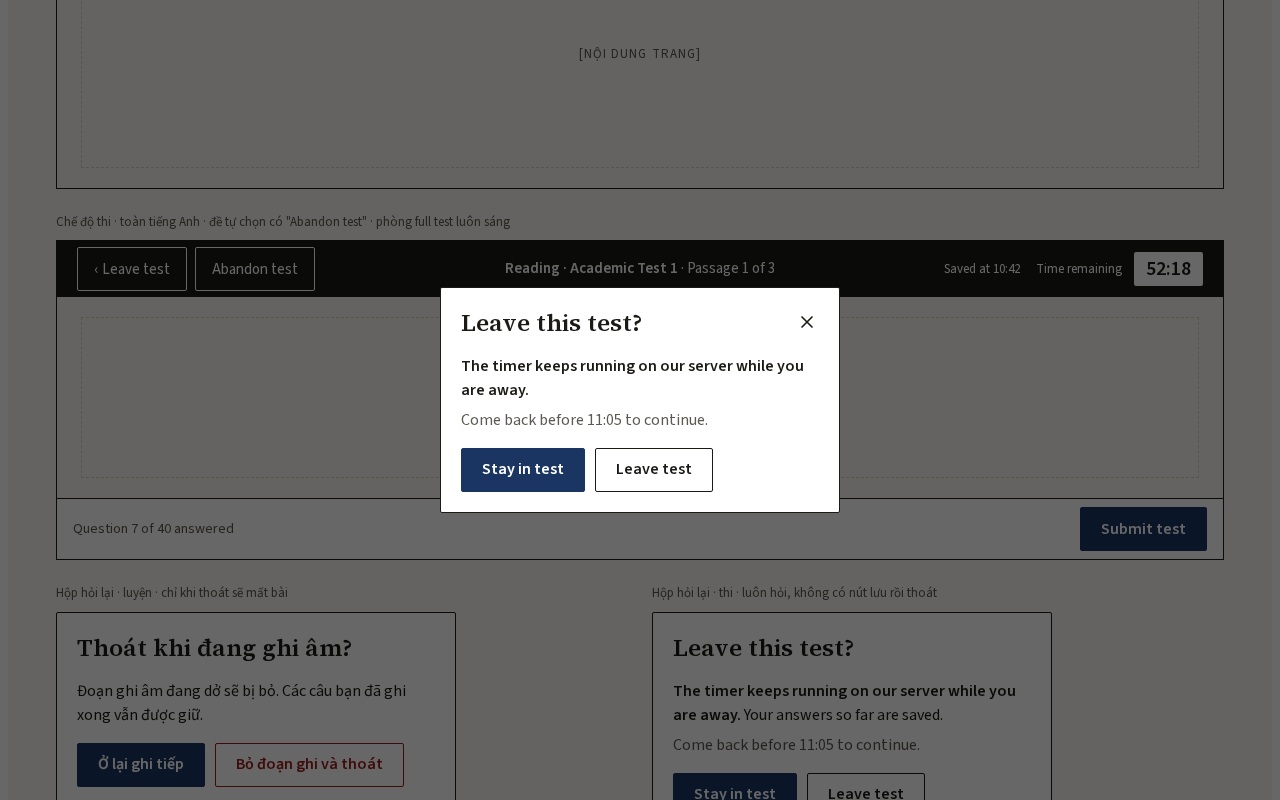 [NỘI DUNG TRANG]
Chế độ thi · toàn tiếng Anh · đề tự chọn có "Abandon test" · phòng full test luôn sáng
‹ Leave test
Abandon test
Reading · Academic Test 1 · Passage 1 of 3
Saved at 10:42
Time remaining
52:18
Leave this test?
The timer keeps running on our server while you
are away.
Come back before 11:05 to continue.
Stay in test
Leave test
Question 7 of 40 answered
Submit test
Hộp hỏi lại · luyện · chỉ khi thoát sẽ mất bài
Thoát khi đang ghi âm?
Đoạn ghi âm đang dở sẽ bị bỏ. Các câu bạn đã ghi
xong vẫn được giữ.
Ở lại ghi tiếp
Bỏ đoạn ghi và thoát
Hộp hỏi lại · thi · luôn hỏi, không có nút lưu rồi thoát
Leave this test?
The timer keeps running on our server while you
are away. Your answers so far are saved.
Come back before 11:05 to continue.
Stay in test
Leave test